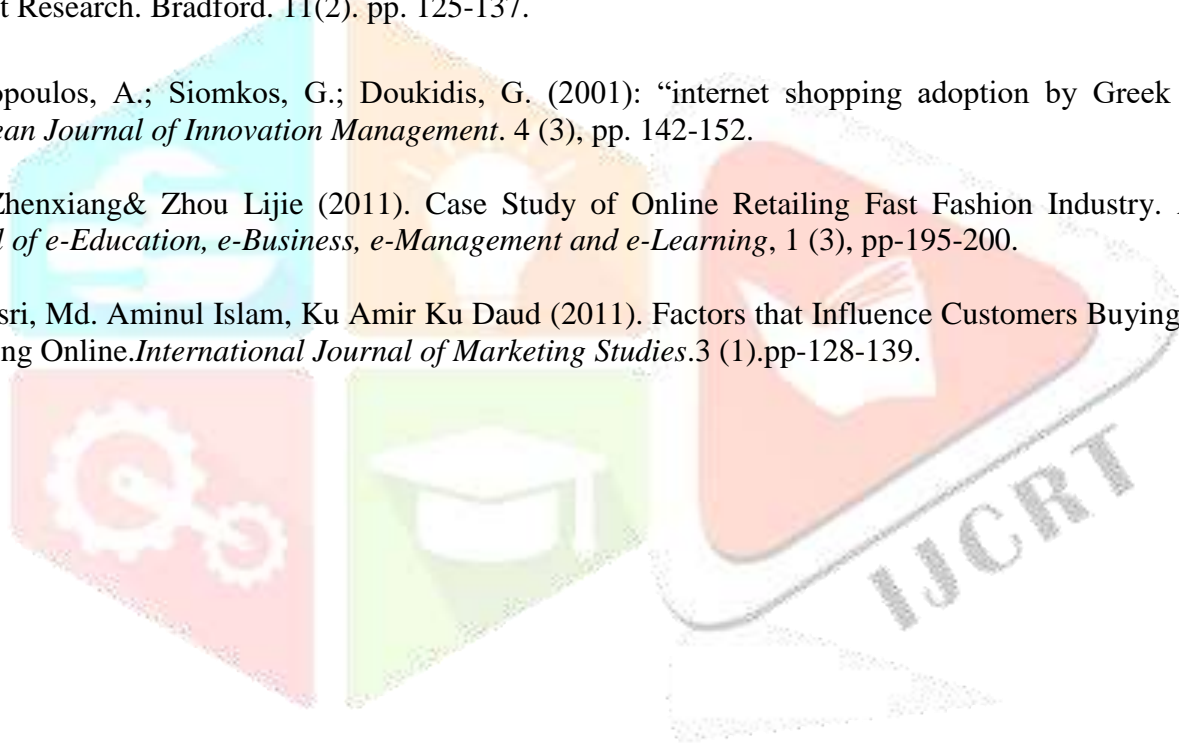 t Research. Bradford. 11(2). pp. 125-137.
opoulos, A.; Siomkos, G.; Doukidis, G. (2001): “internet shopping adoption by Greek
ean Journal of Innovation Management. 4 (3), pp. 142-152.
Zhenxiang& Zhou Lijie (2011). Case Study of Online Retailing Fast Fashion Industry.
l of e-Education, e-Business, e-Management and e-Learning, 1 (3), pp-195-200.
sri, Md. Aminul Islam, Ku Amir Ku Daud (2011). Factors that Influence Customers Buying
ng Online.International Journal of Marketing Studies.3 (1).pp-128-139.
IJCRT